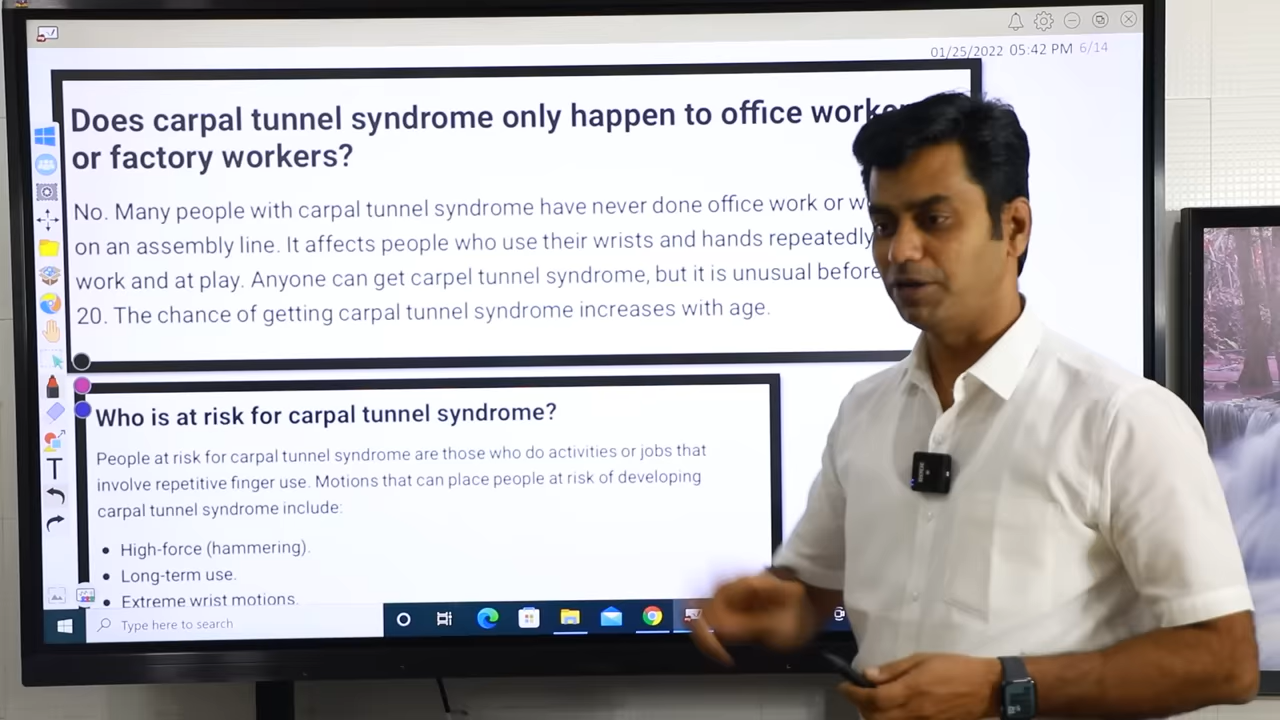 01/25/2022 05:42 PM 6/14
Does carpal tunnel syndrome only happen to office
or factory workers?
No. Many people with carpal tunnel syndrome have never done office work or
on an assembly line. It affects people who use their wrists and hands repeatedly
work and at play. Anyone can get carpel tunnel syndrome, but it is unusual before
20. The chance of getting carpal tunnel syndrome increases with age.
Who is at risk for carpal tunnel syndrome?
People at risk for carpal tunnel syndrome are those who do activities or jobs that
involve repetitive finger use. Motions that can place people at risk of developing
carpal tunnel syndrome include:
• High-force (hammering).
• Long-term use.
• Extreme wrist motions.
T
Type here to search